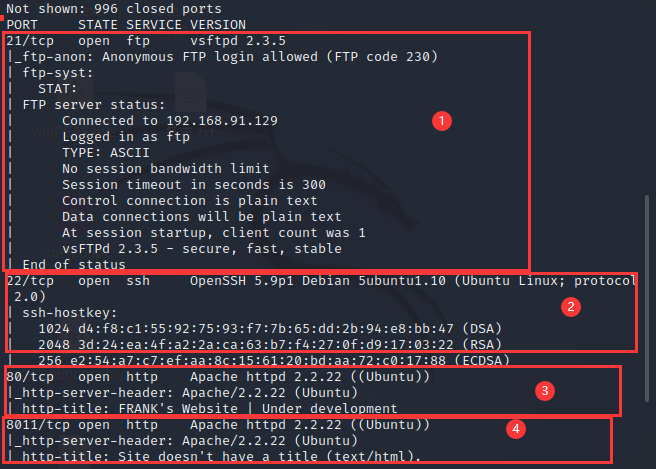 Not shown: 996 closed ports
PORT     STATE SERVICE VERSION
21/tcp   open  ftp     vsftpd 2.3.5
|_ftp-anon: Anonymous FTP login allowed (FTP code 230)
| ftp-syst:
|   STAT:
| FTP server status:
|      Connected to 192.168.91.129
|      Logged in as ftp
|      TYPE: ASCII
|      No session bandwidth limit
|      Session timeout in seconds is 300
|      Control connection is plain text
|      Data connections will be plain text
|      At session startup, client count was 1
|      vsFTPd 2.3.5 - secure, fast, stable
| End of status
1
22/tcp   open  ssh     OpenSSH 5.9p1 Debian 5ubuntu1.10 (Ubuntu Linux; protocol
2.0)
| ssh-hostkey:
|   1024 d4:f8:c1:55:92:75:93:f7:7b:65:dd:2b:94:e8:bb:47 (DSA)
|   2048 3d:24:ea:4f:a2:2a:ca:63:b7:f4:27:0f:d9:17:03:22 (RSA)
|   256 e2:54:a7:c7:ef:aa:8c:15:61:20:bd:aa:72:c0:17:88 (ECDSA)
2
80/tcp   open  http    Apache httpd 2.2.22 ((Ubuntu))
|_http-server-header: Apache/2.2.22 (Ubuntu)
| http-title: FRANK's Website | Under development
3
8011/tcp open  http    Apache httpd 2.2.22 ((Ubuntu))
|_http-server-header: Apache/2.2.22 (Ubuntu)
| http-title: Site doesn't have a title (text/html).
4